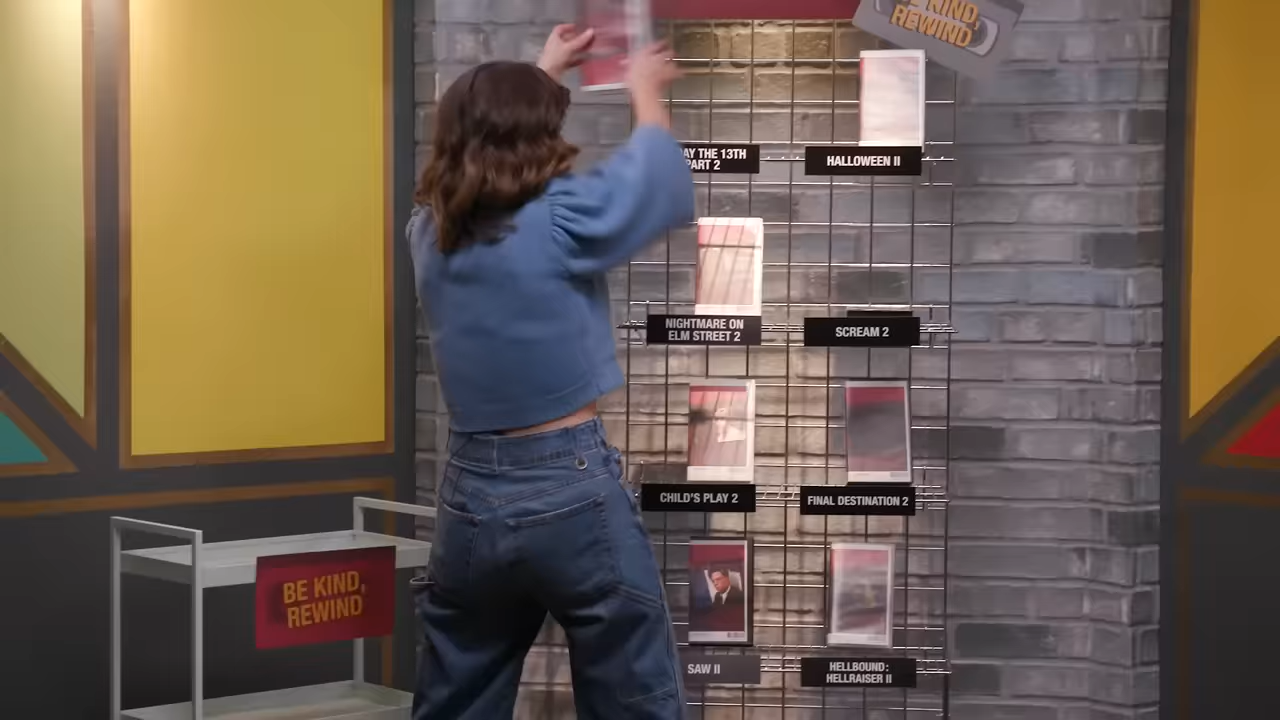 BE KIND,
REWIND
AY THE 13TH
PART 2
HALLOWEEN II
NIGHTMARE ON
ELM STREET 2
SCREAM 2
CHILD'S PLAY 2
FINAL DESTINATION 2
BE KIND,
REWIND
SAW II
HELLBOUND:
HELLRAISER II